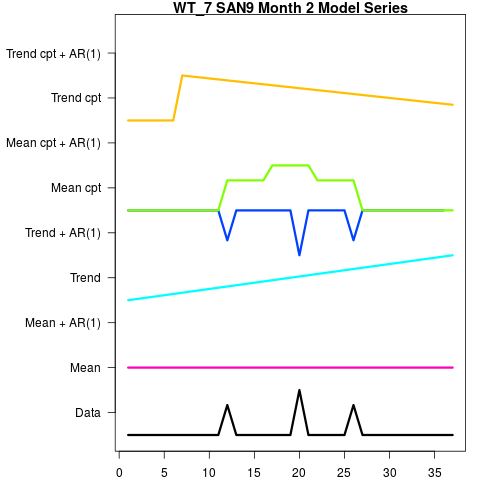 WT_7 SAN9 Month 2 Model Series
Trend cpt + AR(1)
Trend cpt
Mean cpt + AR(1)
Mean cpt
Trend + AR(1)
Trend
Mean + AR(1)
Mean
Data
0 5 10 15 20 25 30 35